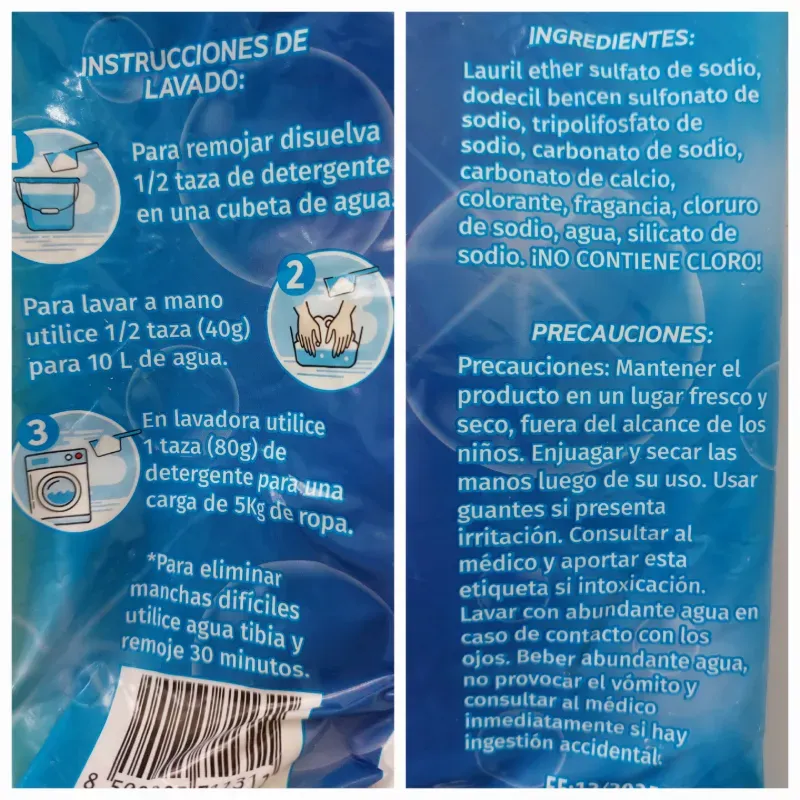 INSTRUCCIONES DE
LAVADO:
1
Para remojar disuelva
1/2 taza de detergente
en una cubeta de agua.
2
Para lavar a mano
utilice 1/2 taza (40g)
para 10 L de agua.
3
En lavadora utilice
1 taza (80g) de
detergente para una
carga de 5Kg de ropa.
*Para eliminar
manchas difíciles
utilice agua tibia y
remoje 30 minutos.
INGREDIENTES:
Lauril ether sulfato de sodio,
dodecil bencen sulfonato de
sodio, tripolifosfato de
sodio, carbonato de sodio,
carbonato de calcio,
colorante, fragancia, cloruro
de sodio, agua, silicato de
sodio. ¡NO CONTIENE CLORO!
PRECAUCIONES:
Precauciones: Mantener el
producto en un lugar fresco y
seco, fuera del alcance de los
niños. Enjuagar y secar las
manos luego de su uso. Usar
guantes si presenta
irritación. Consultar al
médico y aportar esta
etiqueta si intoxicación.
Lavar con abundante agua en
caso de contacto con los
ojos. Beber abundante agua,
no provocar el vómito y
consultar al médico
inmediatamente si hay
ingestión accidental.